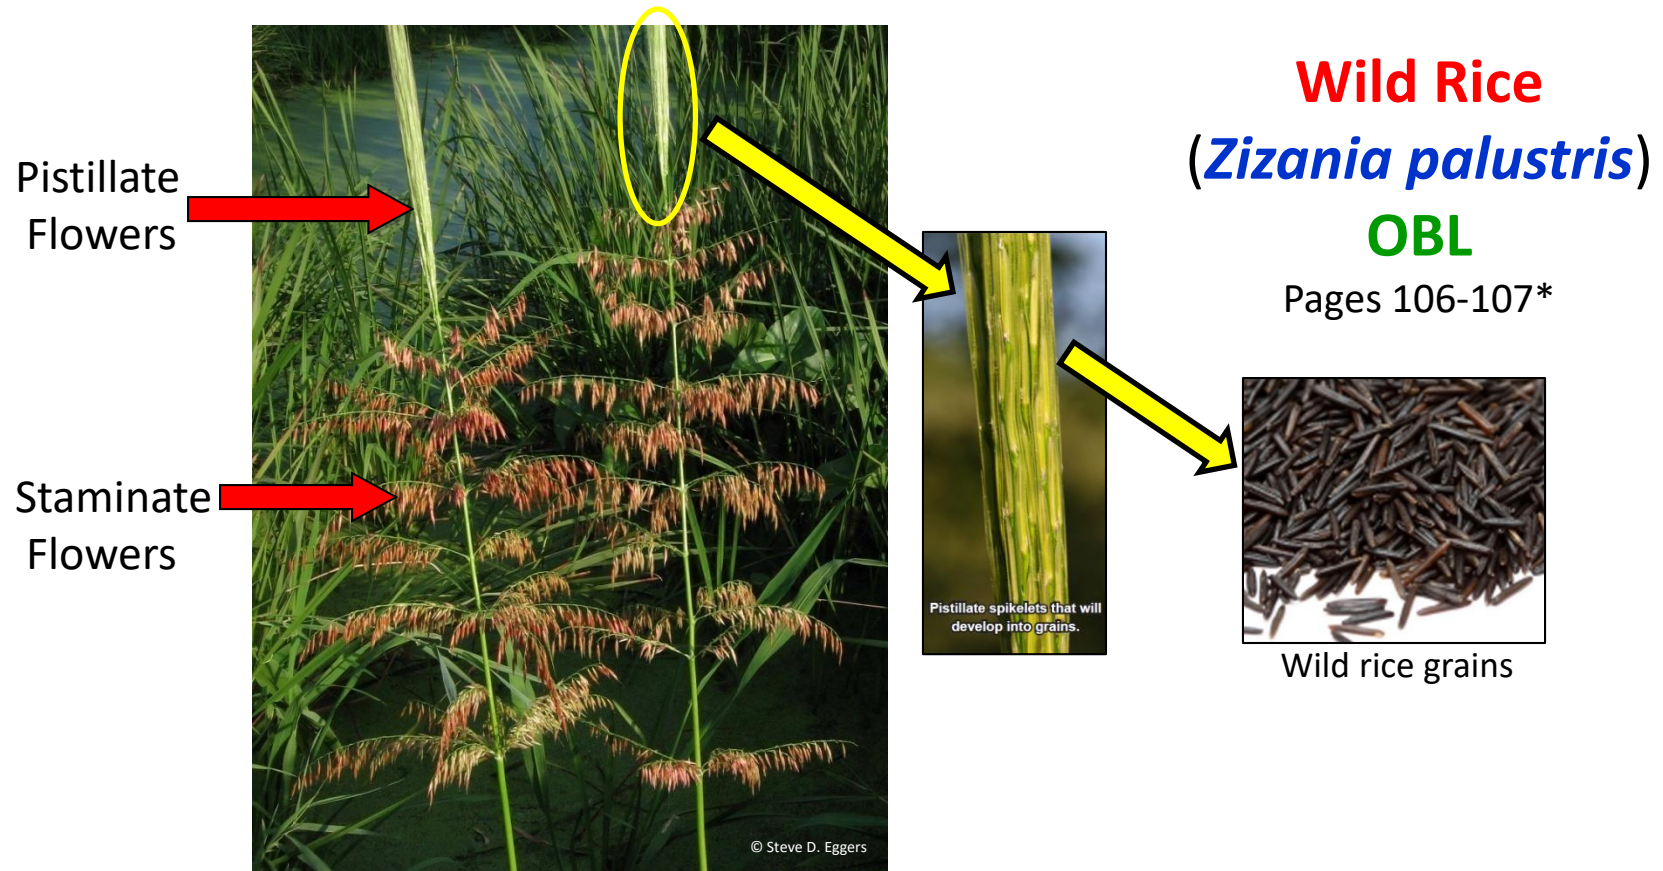 Wild Rice
(Zizania palustris)
OBL
Pages 106-107*
Pistillate
Flowers
Staminate
Flowers
Pistillate spikelets that will
develop into grains.
Wild rice grains
© Steve D. Eggers